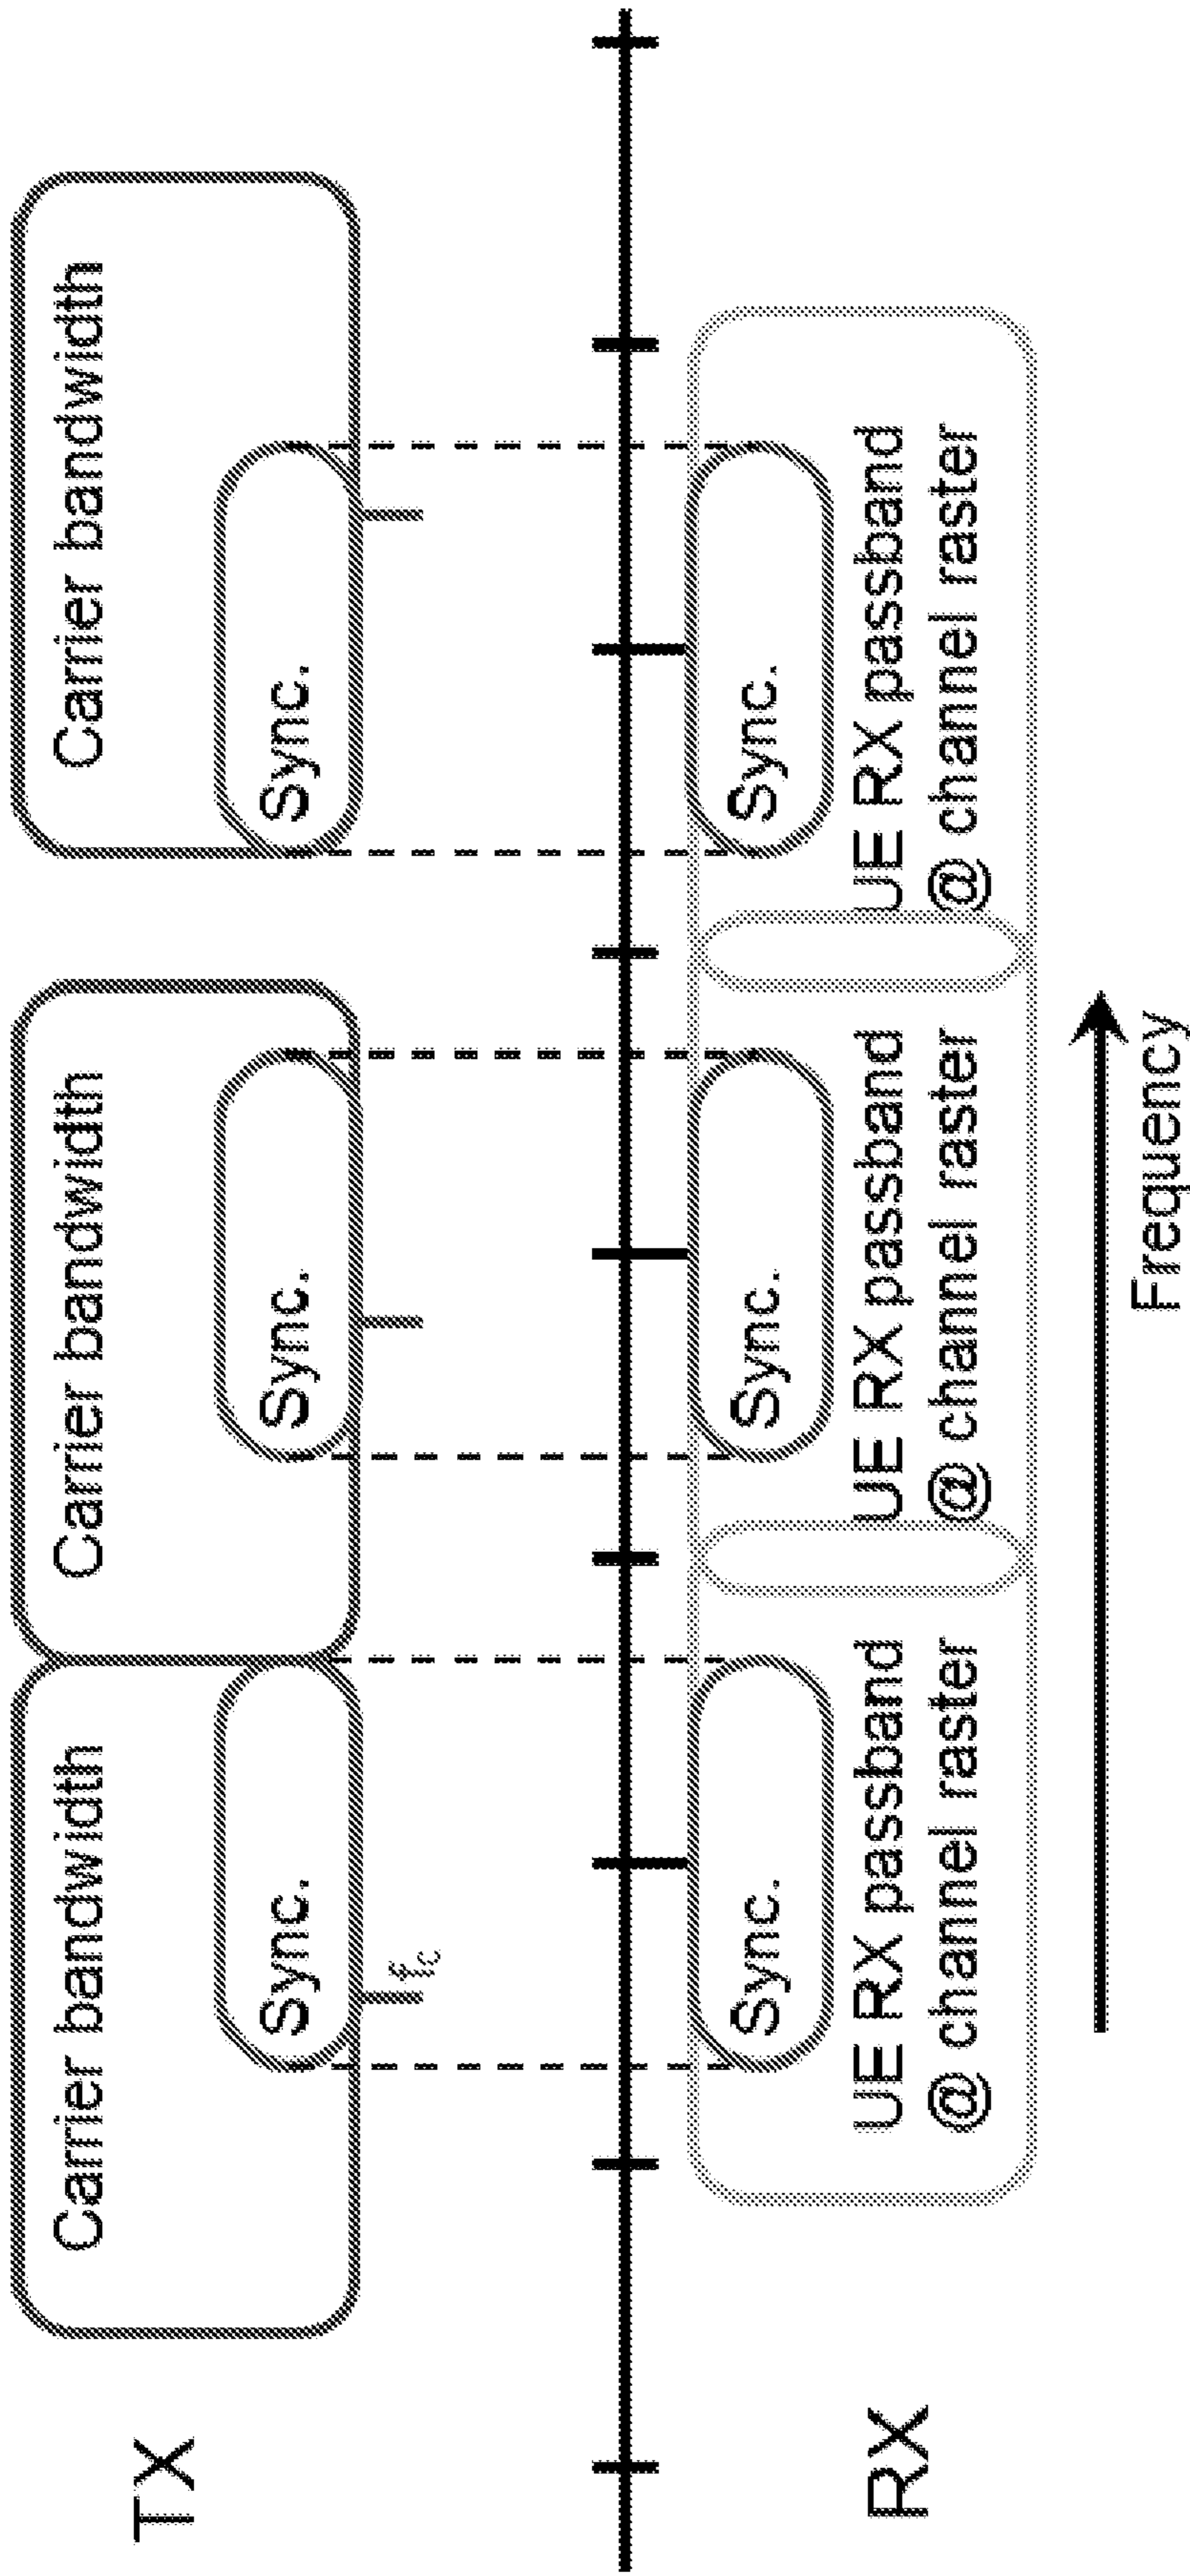 TX
Carrier bandwidth
Sync.
fc
Carrier bandwidth
Sync.
Carrier bandwidth
Sync.
RX
Sync.
UE RX passband
@ channel raster
Sync.
UE RX passband
@ channel raster
Sync.
UE RX passband
@ channel raster
Frequency